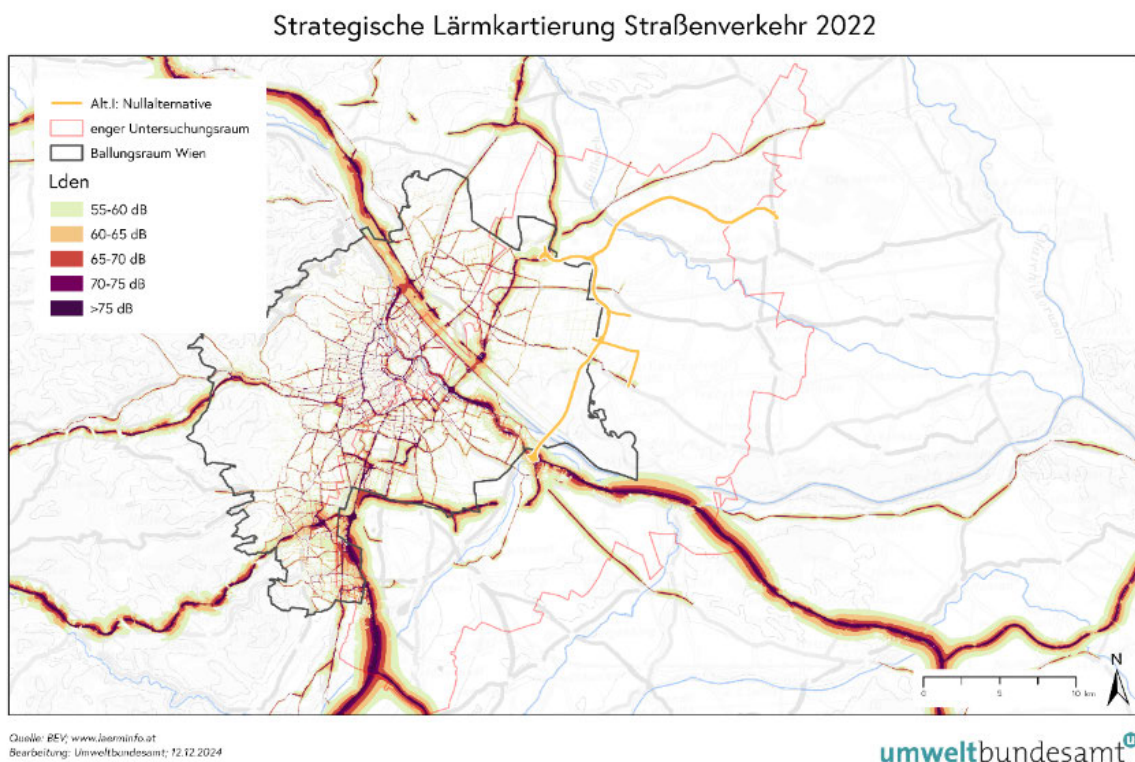 Strategische Lärmkartierung Straßenverkehr 2022
Alt.I: Nullalternative
enger Untersuchungsraum
Ballungsraum Wien
Lden
55-60 dB
60-65 dB
65-70 dB
70-75 dB
>75 dB
N
0 5 10 km
Quelle: BEV; www.laerminfo.at
Bearbeitung: Umweltbundesamt; 12.12.2024
umweltbundesamt u